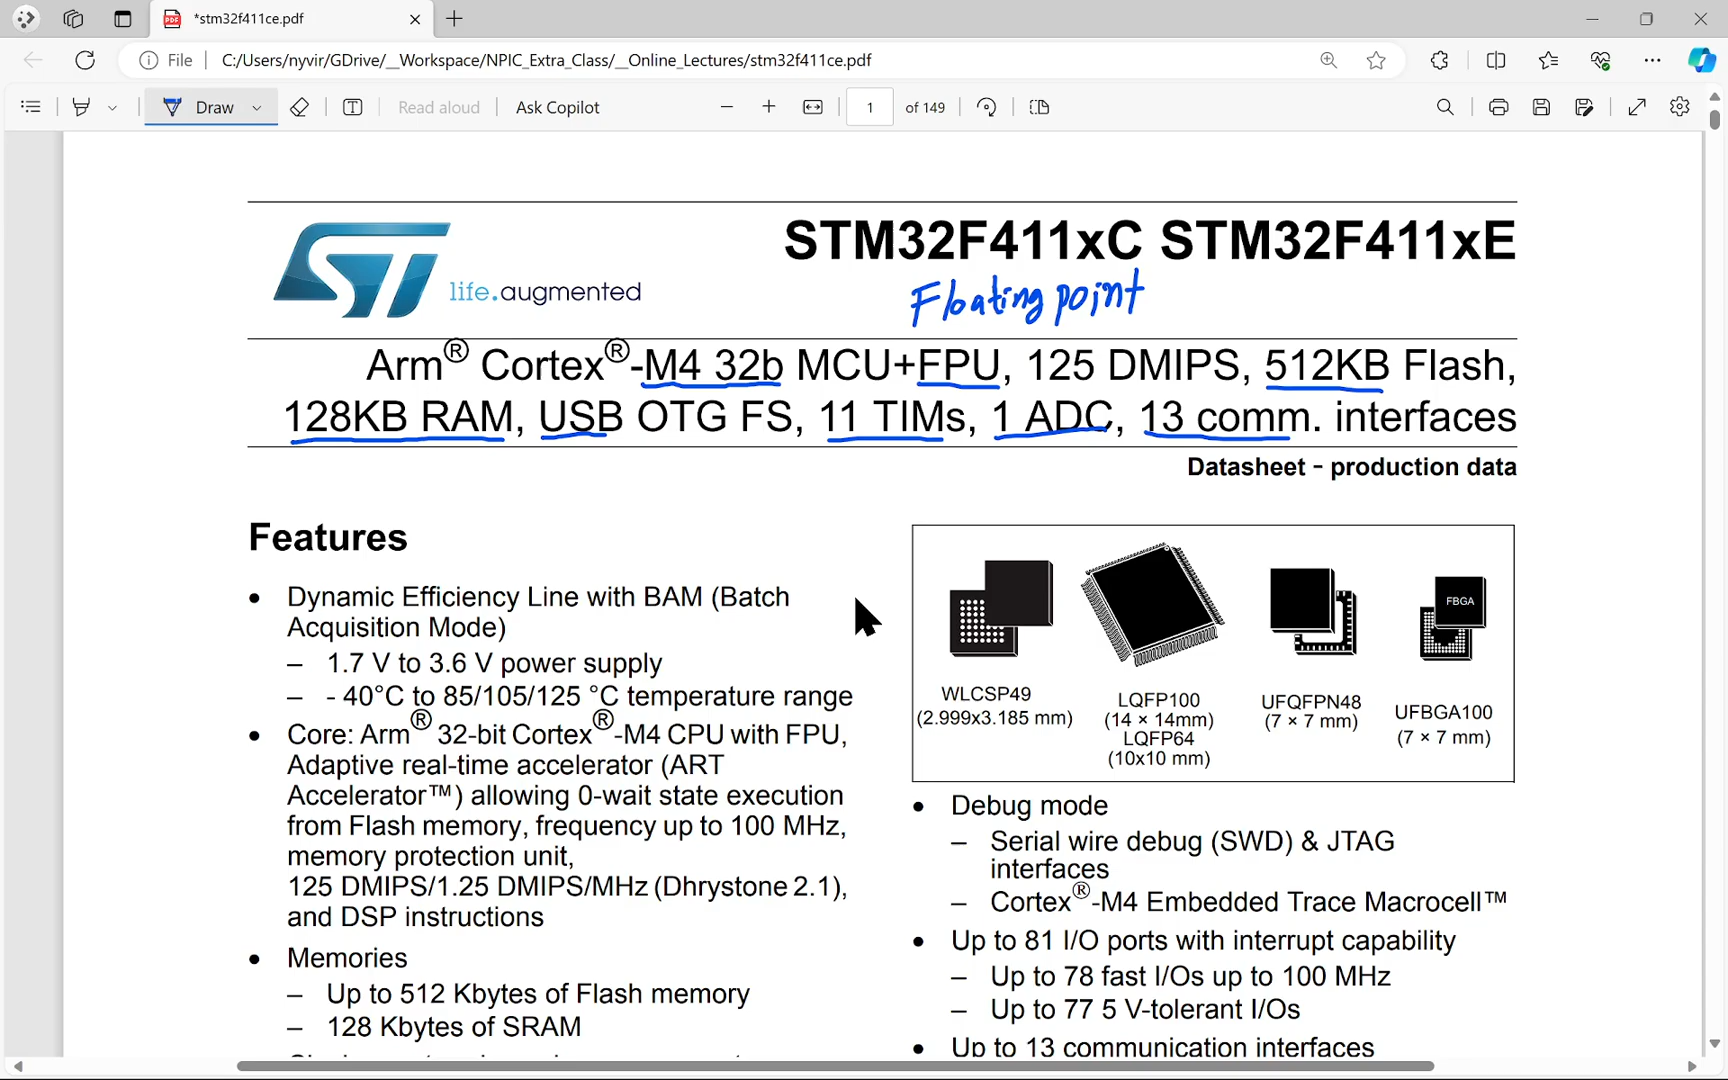 *stm32f411ce.pdf
File
C:/Users/nyvir/GDrive/__Workspace/NPIC_Extra_Class/__Online_Lectures/stm32f411ce.pdf
Draw
Read aloud
Ask Copilot
1 of 149
ST
life.augmented
STM32F411xC STM32F411xE
Floating point
Arm® Cortex®-M4 32b MCU+FPU, 125 DMIPS, 512KB Flash,
128KB RAM, USB OTG FS, 11 TIMs, 1 ADC, 13 comm. interfaces
Datasheet - production data
Features
• Dynamic Efficiency Line with BAM (Batch
Acquisition Mode)
– 1.7 V to 3.6 V power supply
– - 40°C to 85/105/125 °C temperature range
• Core: Arm® 32-bit Cortex®-M4 CPU with FPU,
Adaptive real-time accelerator (ART
Accelerator™) allowing 0-wait state execution
from Flash memory, frequency up to 100 MHz,
memory protection unit,
125 DMIPS/1.25 DMIPS/MHz (Dhrystone 2.1),
and DSP instructions
• Memories
– Up to 512 Kbytes of Flash memory
– 128 Kbytes of SRAM
FBGA
WLCSP49
(2.999x3.185 mm)
LQFP100
(14 × 14mm)
LQFP64
(10x10 mm)
UFQFPN48
(7 × 7 mm)
UFBGA100
(7 × 7 mm)
• Debug mode
– Serial wire debug (SWD) & JTAG
interfaces
– Cortex®-M4 Embedded Trace Macrocell™
• Up to 81 I/O ports with interrupt capability
– Up to 78 fast I/Os up to 100 MHz
– Up to 77 5 V-tolerant I/Os
• Up to 13 communication interfaces